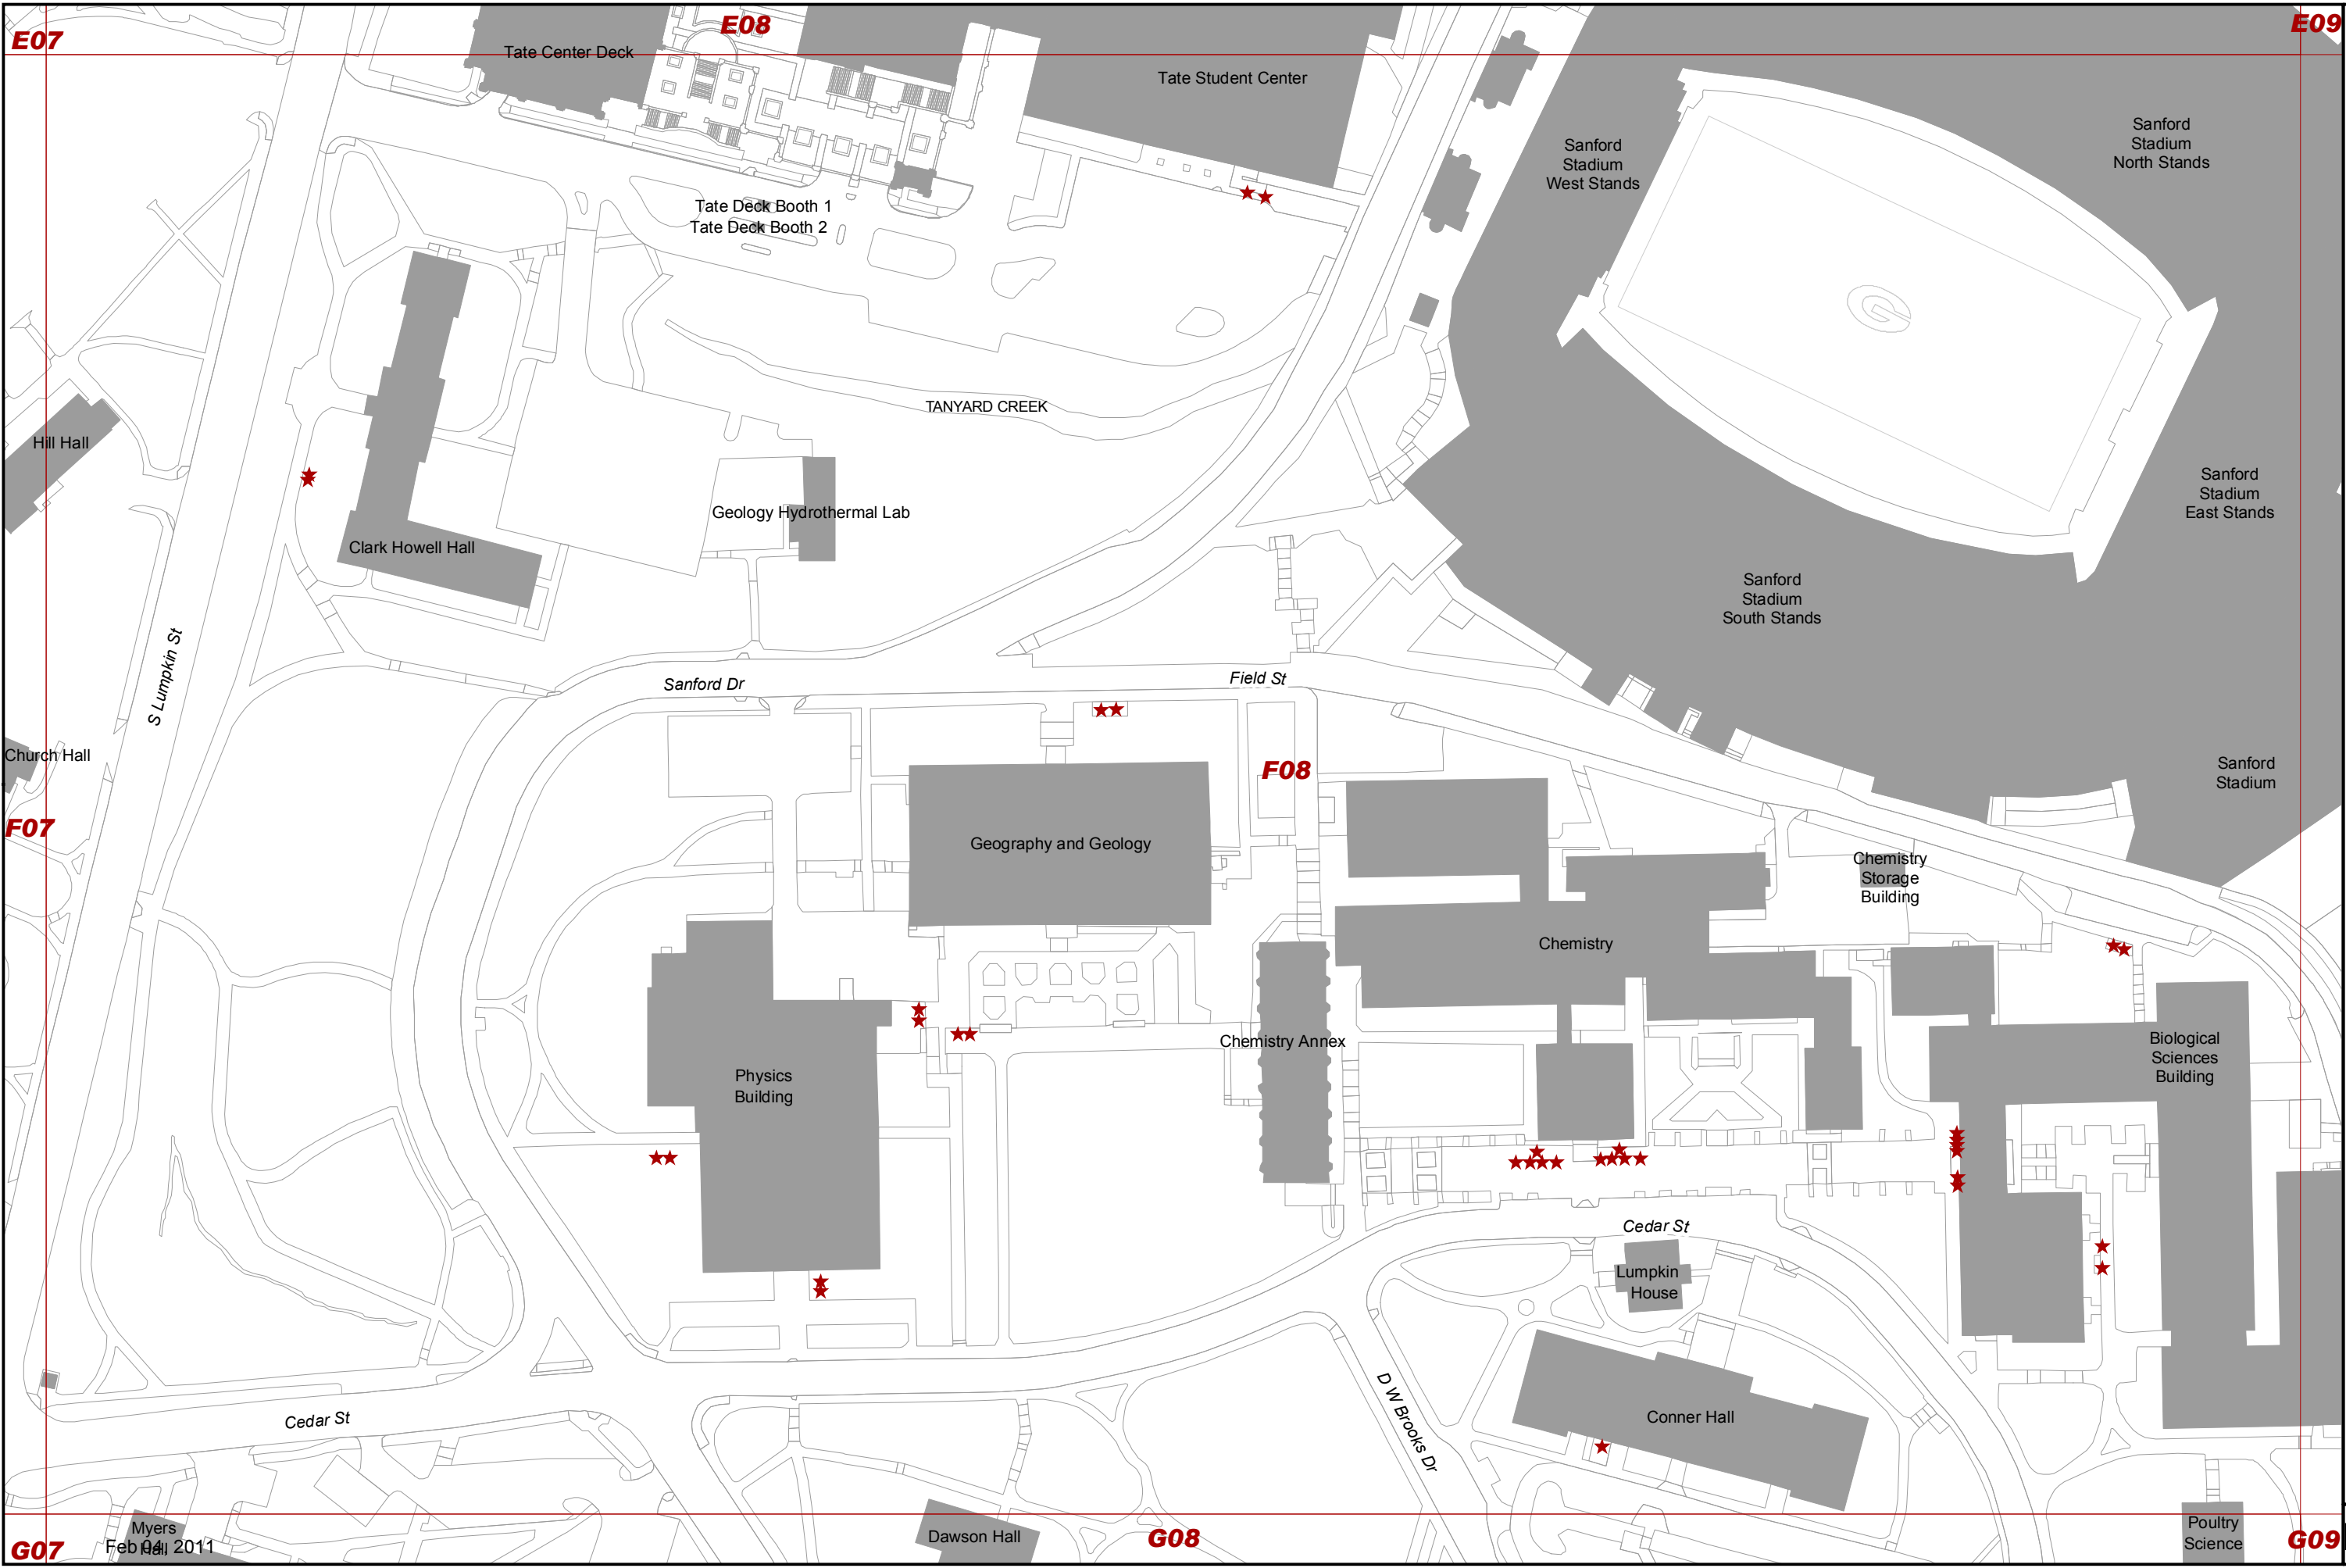 E07
E08
E09
Tate Center Deck
Tate Student Center
Sanford
Stadium
North Stands
Sanford
Stadium
West Stands
Tate Deck Booth 1
Tate Deck Booth 2
G
TANYARD CREEK
Hill Hall
Sanford
Stadium
East Stands
Geology Hydrothermal Lab
Clark Howell Hall
Sanford
Stadium
South Stands
S Lumpkin St
Sanford Dr
Field St
Church Hall
F08
Sanford
Stadium
F07
Geography and Geology
Chemistry
Storage
Building
Chemistry
Chemistry Annex
Biological
Sciences
Building
Physics
Building
Cedar St
Lumpkin
House
D W Brooks Dr
Conner Hall
Cedar St
Myers
Hall
Feb 04, 2011
Dawson Hall
Poultry
Science
G07
G08
G09